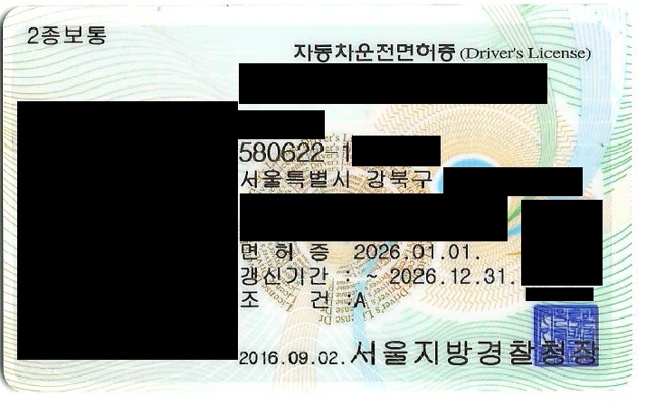 2종보통
자동차운전면허증 (Driver's License)
580622-1
서울특별시 강북구
면 허 증 2026.01.01.
갱신기간 : ~ 2026.12.31.
조 건 :A
2016.09.02. 서울지방경찰청장